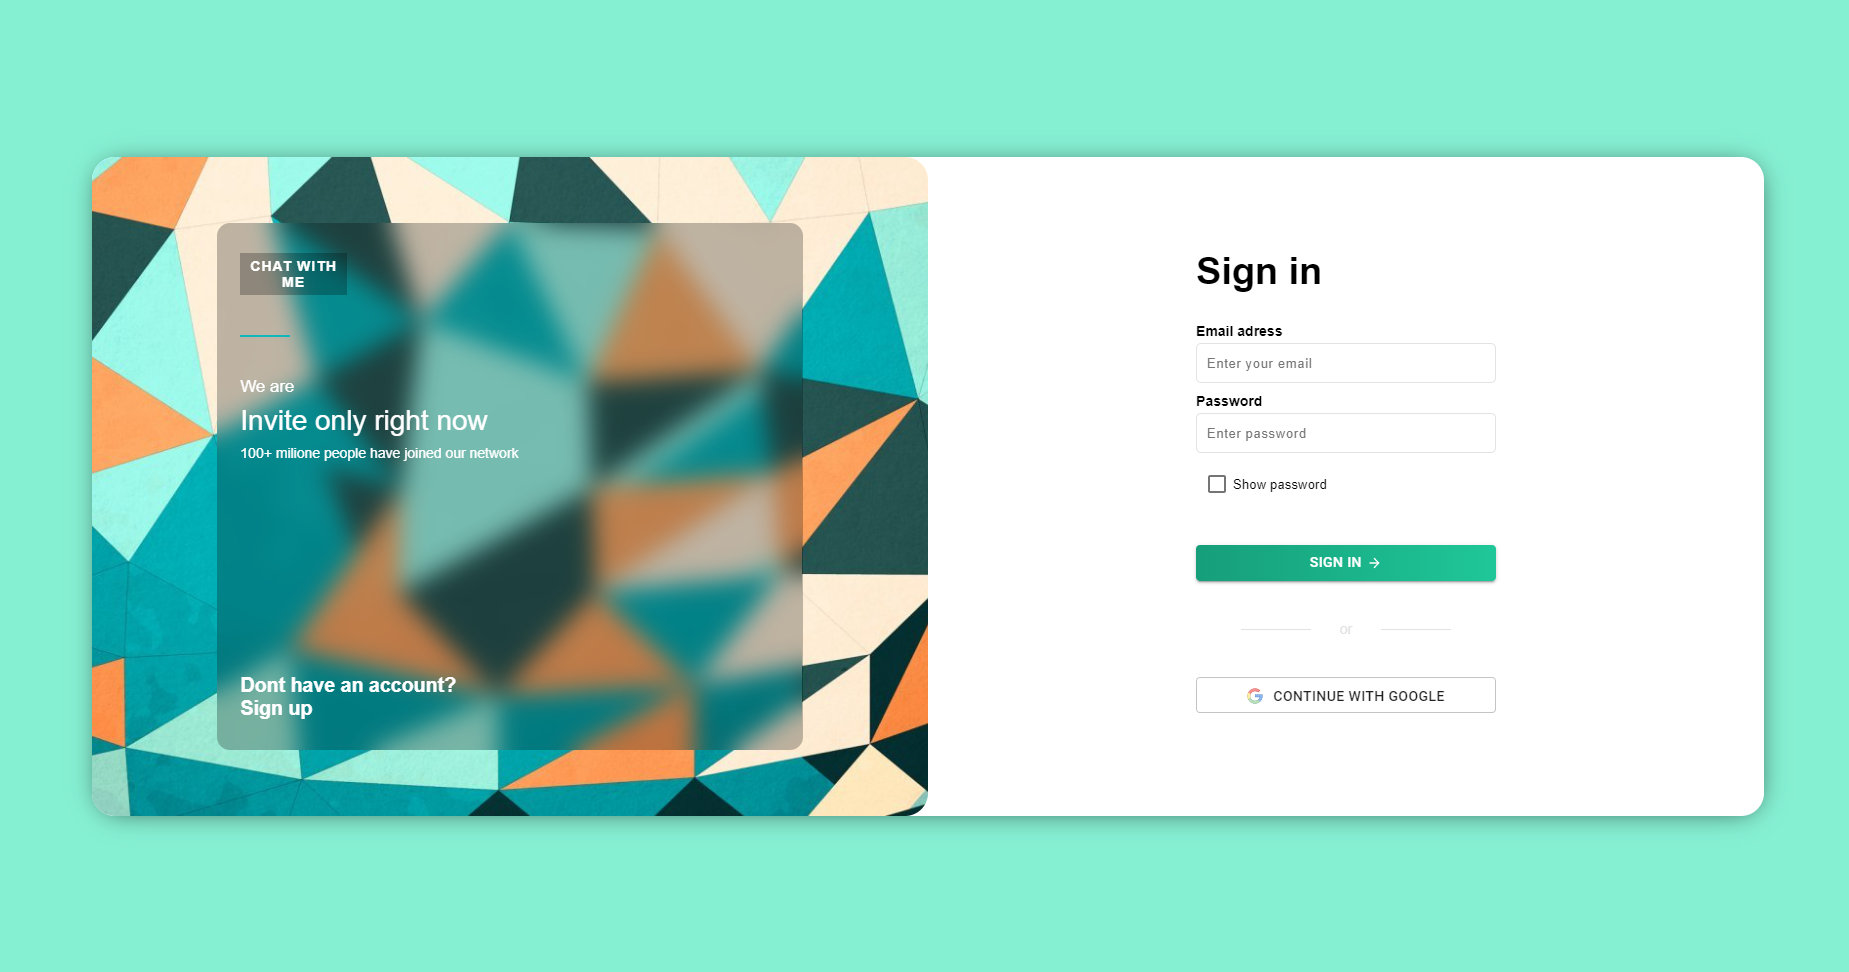 CHAT WITH
ME
We are
Invite only right now
100+ milione people have joined our network
Dont have an account?
Sign up
Sign in
Email adress
Enter your email
Password
Enter password
Show password
SIGN IN
or
CONTINUE WITH GOOGLE